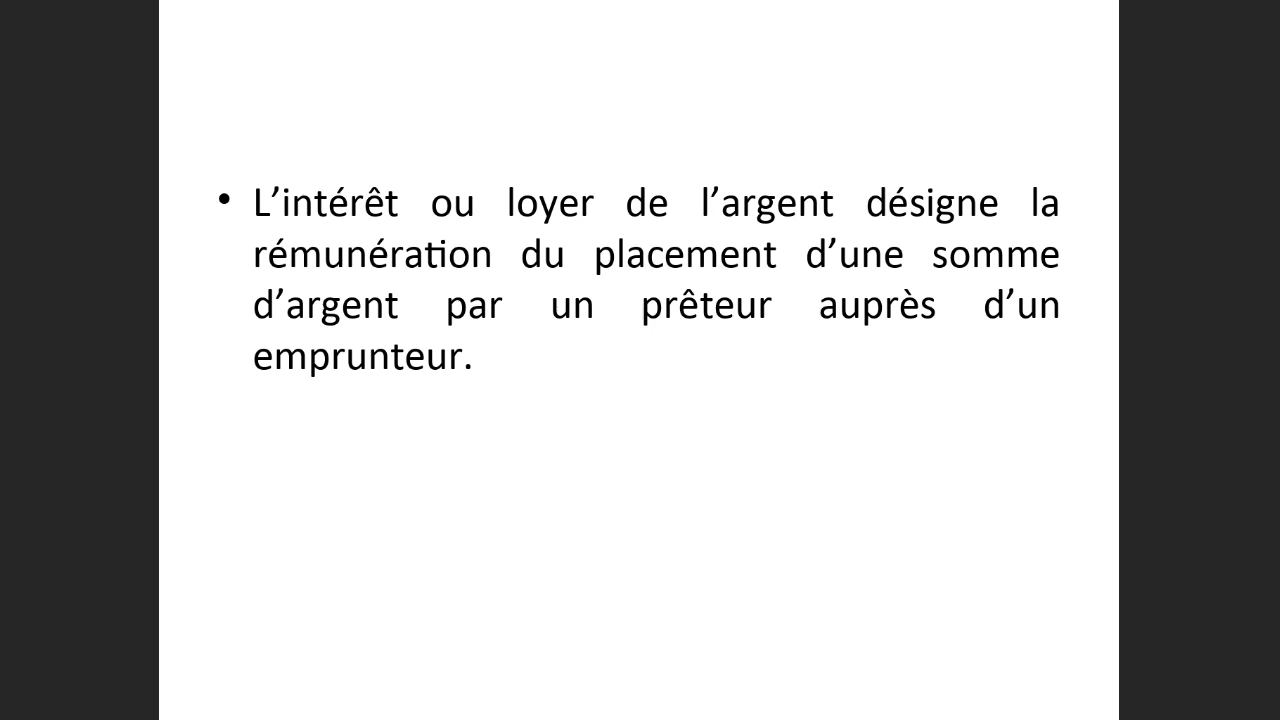 • L’intérêt ou loyer de l’argent désigne la
rémunération du placement d’une somme
d’argent par un prêteur auprès d’un
emprunteur.